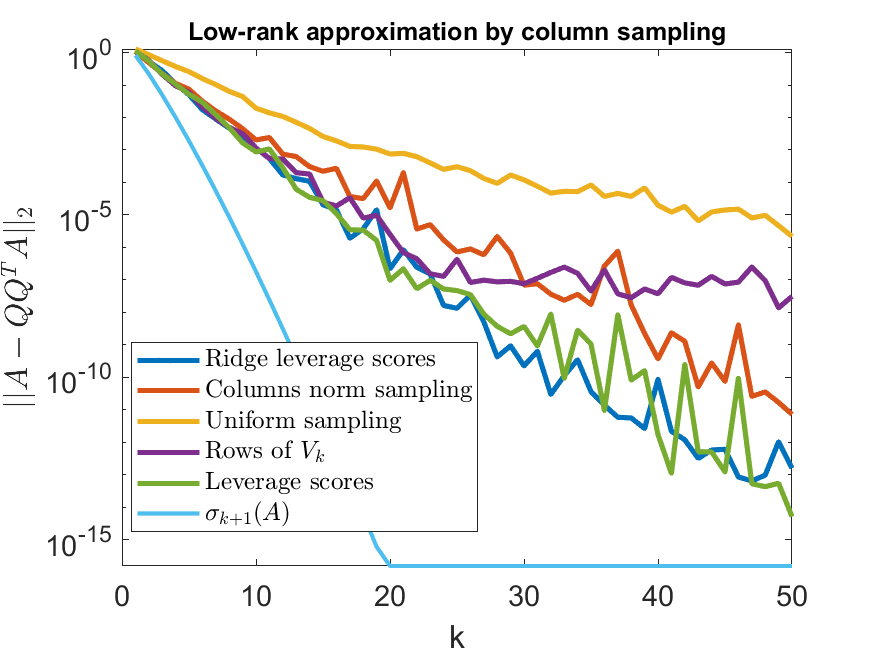 Low-rank approximation by column sampling
||A − QQ^T A||_2
10^0
10^-5
10^-10
10^-15
Ridge leverage scores
Columns norm sampling
Uniform sampling
Rows of V_k
Leverage scores
σ_{k+1}(A)
0 10 20 30 40 50
k